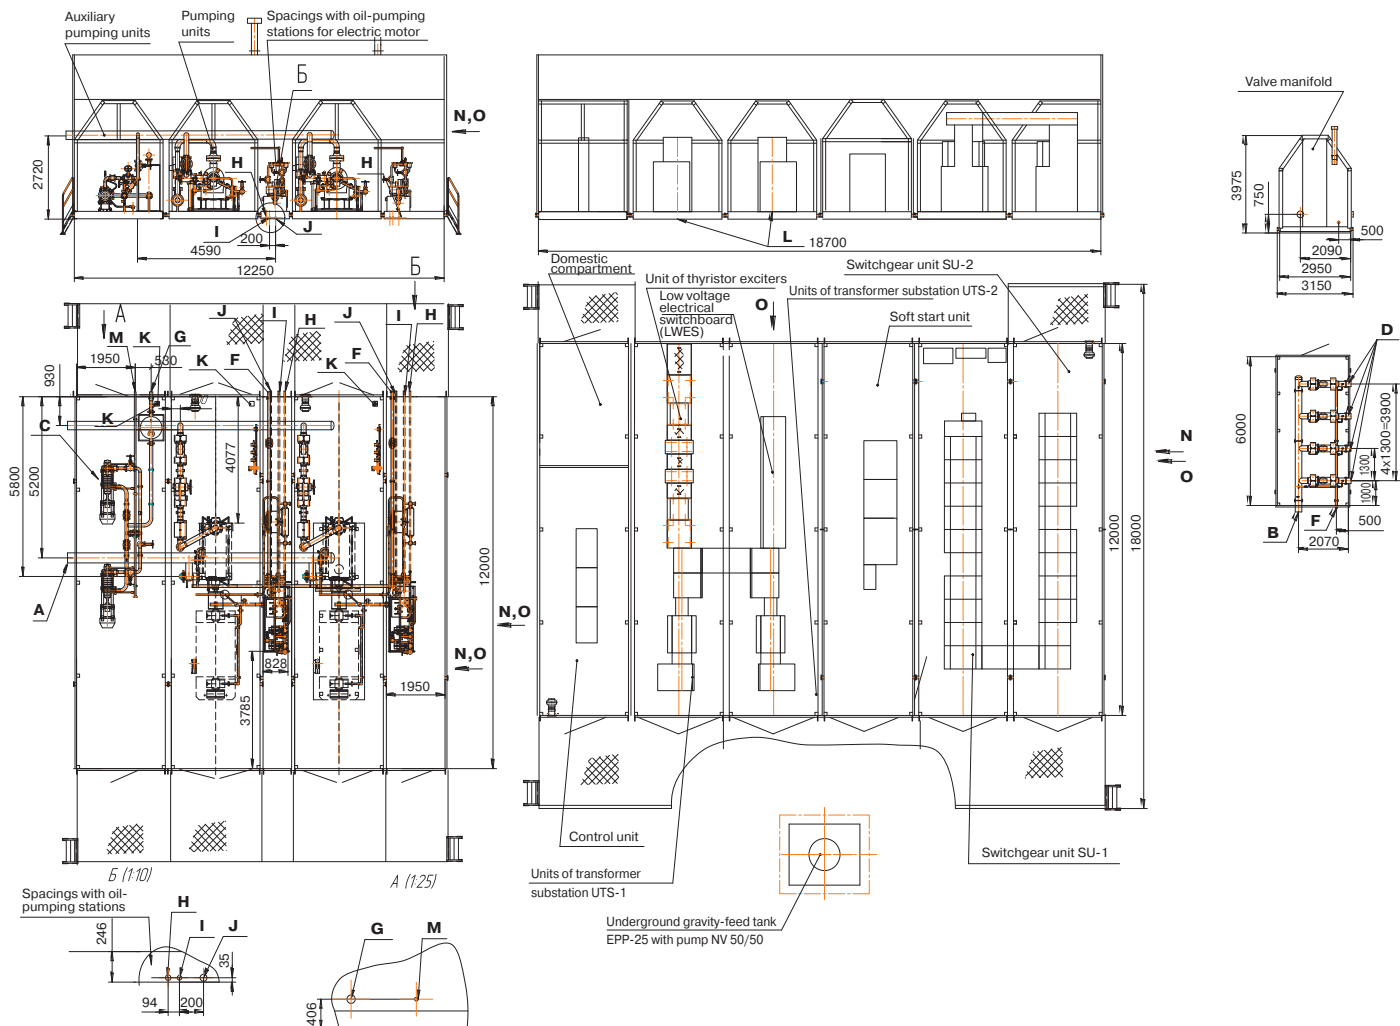 Auxiliary
pumping units
Pumping
units
Spacings with oil-pumping
stations for electric motor
Б
N,O
H
H
2720
I
J
200
4590
12250
Б
L
18700
Valve manifold
3975
750
500
2090
2950
3150
A
M
K
G
J
I
H
J
I
H
1950
530
K
F
K
F
930
K
C
5800
5200
4077
12000
A
828
3785
1950
N,O
N,O
Domestic
compartment
Unit of thyristor exciters
Low voltage
electrical
switchboard
(LWES)
O
Units of transformer substation UTS-2
Switchgear unit SU-2
Soft start unit
N
O
12000
18000
Control unit
Units of transformer
substation UTS-1
Switchgear unit SU-1
Underground gravity-feed tank
EPP-25 with pump NV 50/50
D
6000
1300
4x1300=3900
1000
B
F
500
2070
Б (1:10)
A (1:25)
Spacings with oil-
pumping stations
H
I
J
246
35
94
200
G
M
406